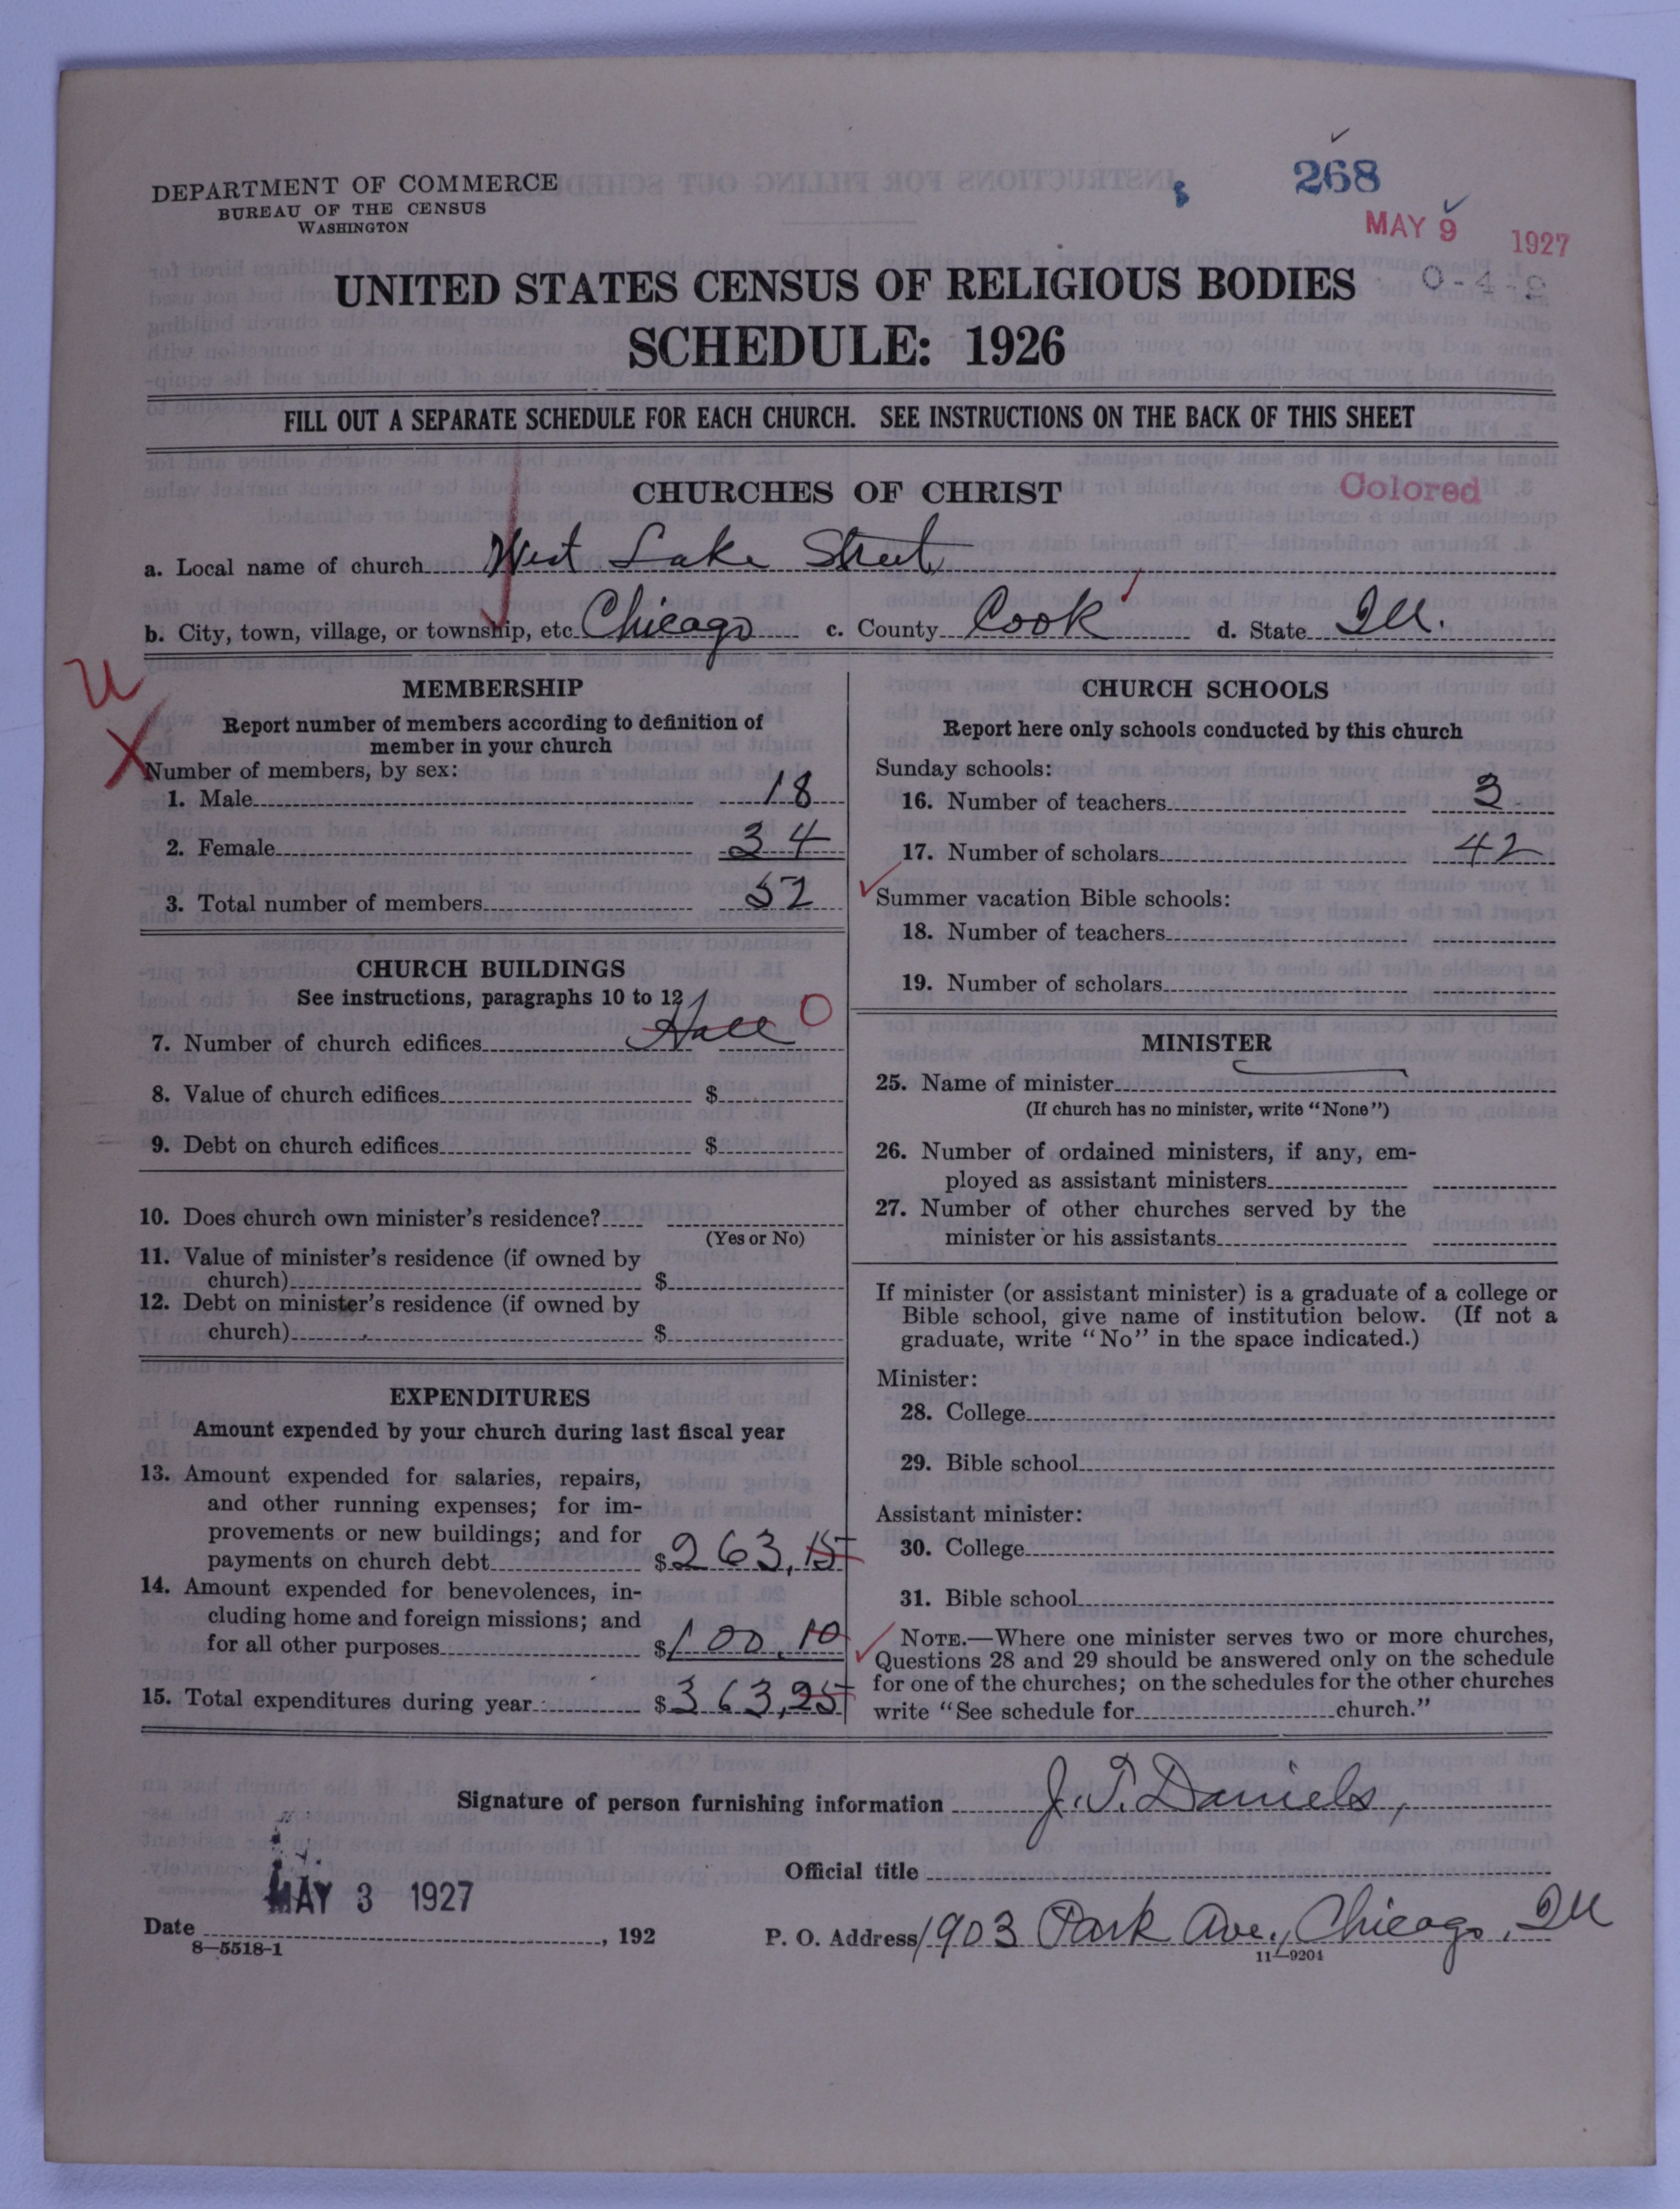 DEPARTMENT OF COMMERCE
BUREAU OF THE CENSUS
WASHINGTON
268
MAY 9 1927
UNITED STATES CENSUS OF RELIGIOUS BODIES
SCHEDULE: 1926
FILL OUT A SEPARATE SCHEDULE FOR EACH CHURCH. SEE INSTRUCTIONS ON THE BACK OF THIS SHEET
CHURCHES OF CHRIST
Colored
a. Local name of church West Lake Street
b. City, town, village, or township, etc. Chicago c. County Cook d. State Ill.
U
X
MEMBERSHIP
Report number of members according to definition of
member in your church
Number of members, by sex:
1. Male 18
2. Female 34
3. Total number of members 52
CHURCH BUILDINGS
See instructions, paragraphs 10 to 12
7. Number of church edifices Hall 0
8. Value of church edifices $
9. Debt on church edifices $
10. Does church own minister's residence?
(Yes or No)
11. Value of minister's residence (if owned by
church) $
12. Debt on minister's residence (if owned by
church) $
EXPENDITURES
Amount expended by your church during last fiscal year
13. Amount expended for salaries, repairs,
and other running expenses; for im-
provements or new buildings; and for
payments on church debt $263.15
14. Amount expended for benevolences, in-
cluding home and foreign missions; and
for all other purposes $100.10
15. Total expenditures during year $363.25
CHURCH SCHOOLS
Report here only schools conducted by this church
Sunday schools:
16. Number of teachers 3
17. Number of scholars 42
Summer vacation Bible schools:
18. Number of teachers
19. Number of scholars
MINISTER
25. Name of minister
(If church has no minister, write "None")
26. Number of ordained ministers, if any, em-
ployed as assistant ministers
27. Number of other churches served by the
minister or his assistants
If minister (or assistant minister) is a graduate of a college or
Bible school, give name of institution below. (If not a
graduate, write "No" in the space indicated.)
Minister:
28. College
29. Bible school
Assistant minister:
30. College
31. Bible school
NOTE.—Where one minister serves two or more churches,
Questions 28 and 29 should be answered only on the schedule
for one of the churches; on the schedules for the other churches
write "See schedule for church."
Signature of person furnishing information J. T. Daniels,
Official title
MAY 3 1927
Date , 192
P. O. Address 1903 Park Ave., Chicago, Ill
8—5518-1
11—9204